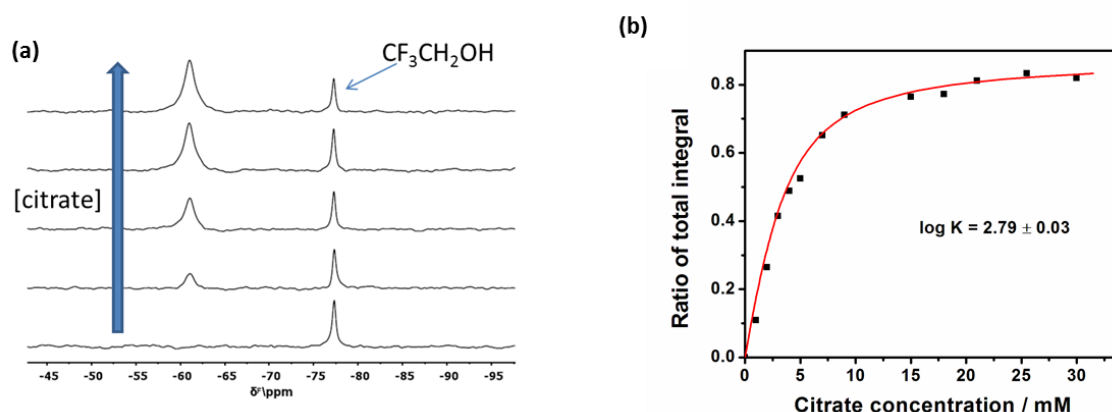 (a)
CF₃CH₂OH
[citrate]
-45 -50 -55 -60 -65 -70 -75 -80 -85 -90 -95
δᶠ\ppm
(b)
Ratio of total integral
0.8
0.6
0.4
0.2
0.0
log K = 2.79 ± 0.03
0 5 10 15 20 25 30
Citrate concentration / mM